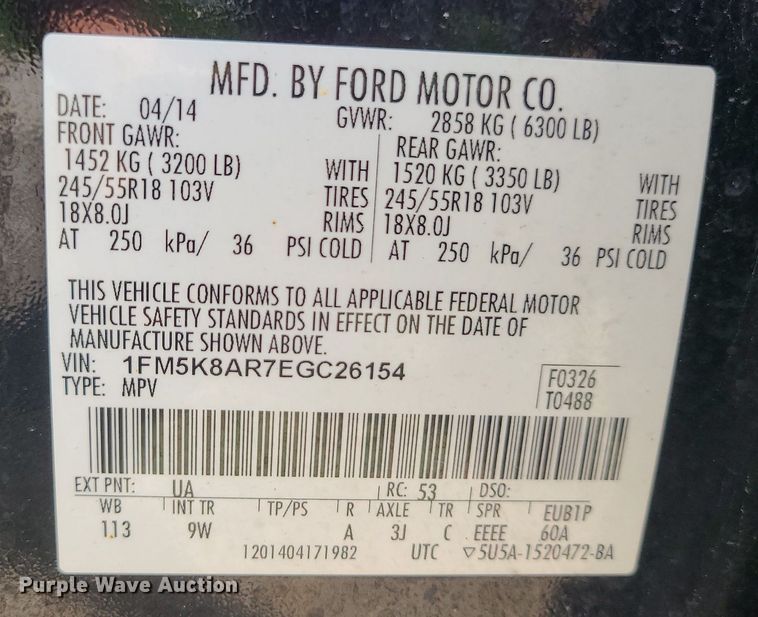 MFD. BY FORD MOTOR CO.
DATE: 04/14 GVWR: 2858 KG ( 6300 LB)
FRONT GAWR: REAR GAWR:
1452 KG ( 3200 LB) WITH 1520 KG ( 3350 LB) WITH
245/55R18 103V TIRES 245/55R18 103V TIRES
18X8.0J RIMS 18X8.0J RIMS
AT 250 kPa/ 36 PSI COLD AT 250 kPa/ 36 PSI COLD
THIS VEHICLE CONFORMS TO ALL APPLICABLE FEDERAL MOTOR
VEHICLE SAFETY STANDARDS IN EFFECT ON THE DATE OF
MANUFACTURE SHOWN ABOVE.
VIN: 1FM5K8AR7EGC26154 F0326
TYPE: MPV T0488
EXT PNT: UA RC: 53 DSO:
WB INT TR TP/PS R AXLE TR SPR EUB1P
113 9W A 3J C EEEE 60A
1201404171982 UTC ▽5U5A-1520472-BA
Purple Wave Auction